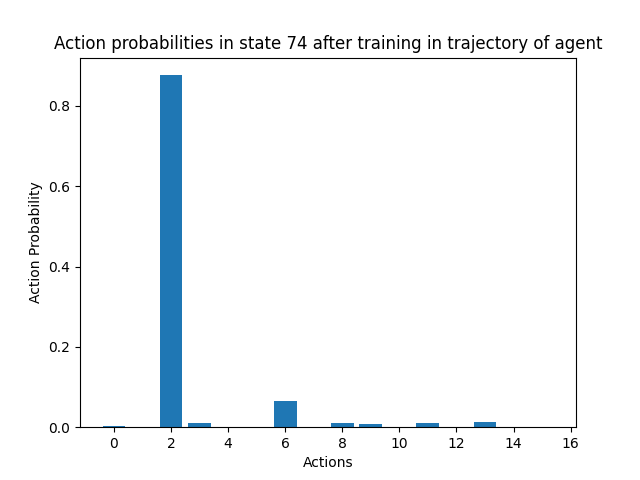 Action probabilities in state 74 after training in trajectory of agent
Action Probability
0.8
0.6
0.4
0.2
0.0
0 2 4 6 8 10 12 14 16
Actions